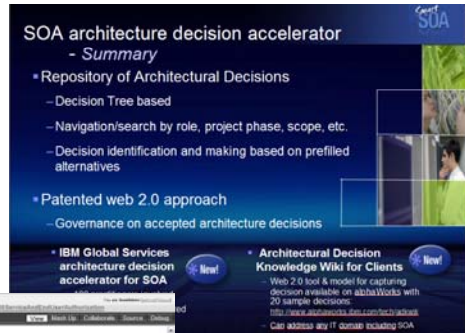 Smart
SOA
SOA architecture decision accelerator
- Summary
▪ Repository of Architectural Decisions
– Decision Tree based
– Navigation/search by role, project phase, scope, etc.
– Decision identification and making based on prefilled
alternatives
▪ Patented web 2.0 approach
– Governance on accepted architecture decisions
▪ IBM Global Services
architecture decision
accelerator for SOA
New!
▪ Architectural Decision
Knowledge Wiki for Clients
– Web 2.0 tool & model for capturing
decision available on alphaWorks with
20 sample decisions:
http://www.alphaworks.ibm.com/tech/adkwik
– Can address any IT domain including SOA
New!
View Mash Up Collaborate Source Debug